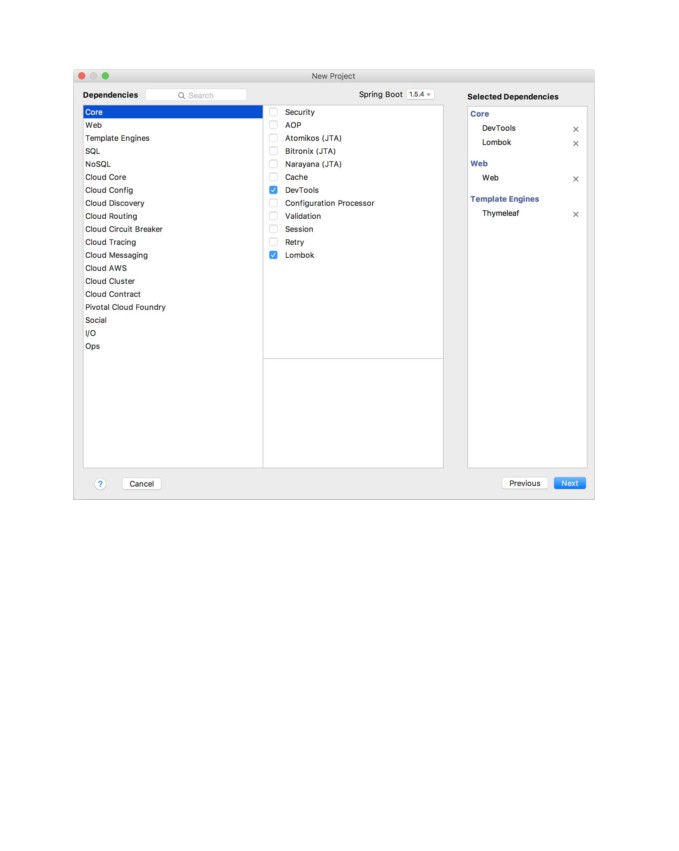 New Project
Dependencies
Search
Spring Boot 1.5.4
Selected Dependencies
Core
Web
Template Engines
SQL
NoSQL
Cloud Core
Cloud Config
Cloud Discovery
Cloud Routing
Cloud Circuit Breaker
Cloud Tracing
Cloud Messaging
Cloud AWS
Cloud Cluster
Cloud Contract
Pivotal Cloud Foundry
Social
I/O
Ops
Security
AOP
Atomikos (JTA)
Bitronix (JTA)
Narayana (JTA)
Cache
DevTools
Configuration Processor
Validation
Session
Retry
Lombok
Core
DevTools
Lombok
Web
Web
Template Engines
Thymeleaf
?
Cancel
Previous
Next